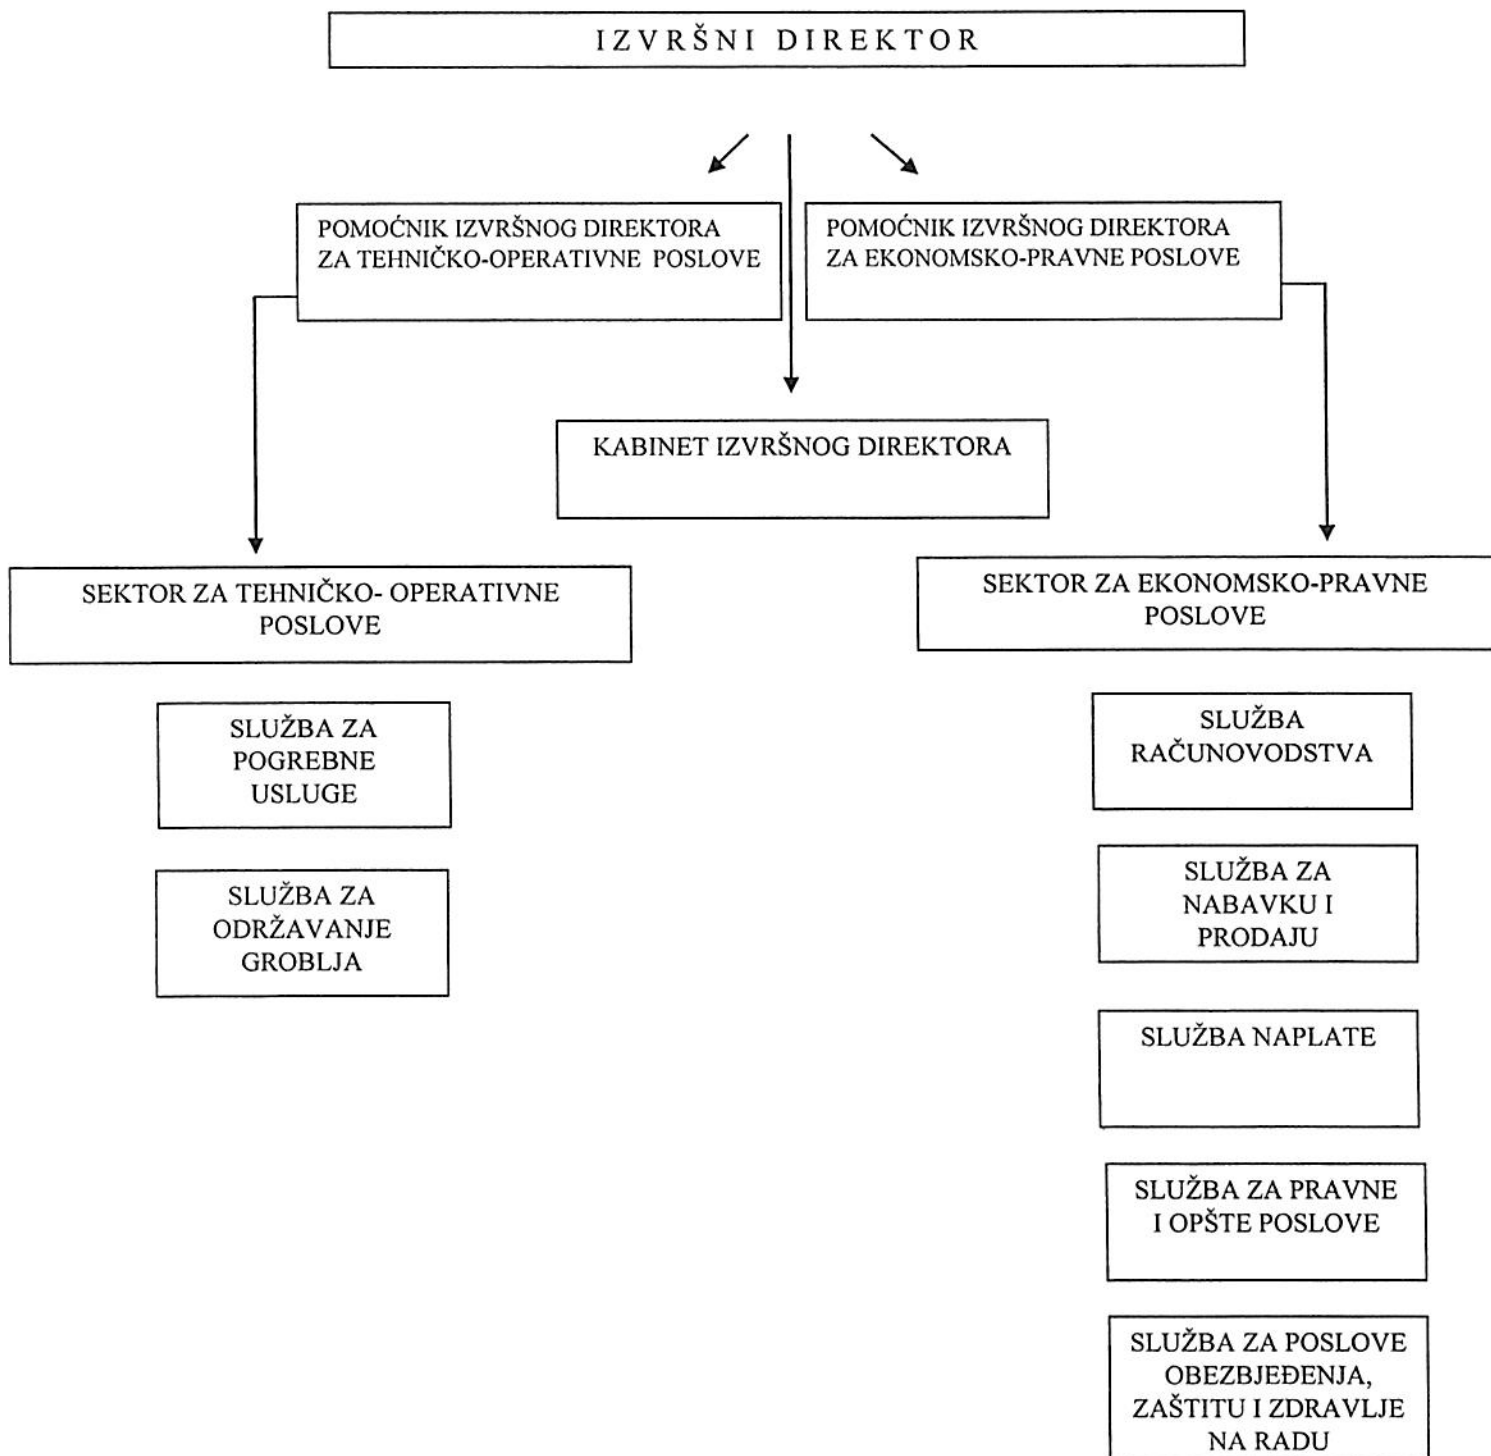 IZVRŠNI DIREKTOR
POMOĆNIK IZVRŠNOG DIREKTORA
ZA TEHNIČKO-OPERATIVNE POSLOVE
POMOĆNIK IZVRŠNOG DIREKTORA
ZA EKONOMSKO-PRAVNE POSLOVE
KABINET IZVRŠNOG DIREKTORA
SEKTOR ZA TEHNIČKO- OPERATIVNE
POSLOVE
SEKTOR ZA EKONOMSKO-PRAVNE
POSLOVE
SLUŽBA ZA
POGREBNE
USLUGE
SLUŽBA ZA
ODRŽAVANJE
GROBLJA
SLUŽBA
RAČUNOVODSTVA
SLUŽBA ZA
NABAVKU I
PRODAJU
SLUŽBA NAPLATE
SLUŽBA ZA PRAVNE
I OPŠTE POSLOVE
SLUŽBA ZA POSLOVE
OBEZBJEĐENJA,
ZAŠTITU I ZDRAVLJE
NA RADU